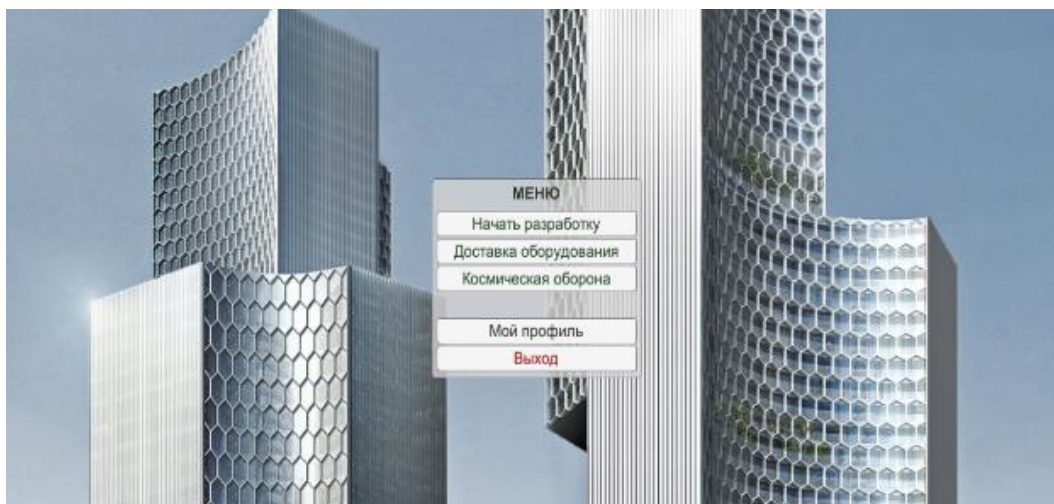 МЕНЮ
Начать разработку
Доставка оборудования
Космическая оборона
Мой профиль
Выход